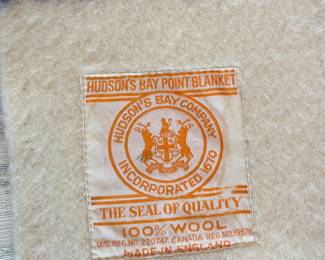 HUDSON'S BAY POINT BLANKET
HUDSON'S BAY COMPANY
INCORPORATED 1670
THE SEAL OF QUALITY
100% WOOL
U.S. REG. NO. 220747. CANADA REG. NO. 19576
MADE IN ENGLAND